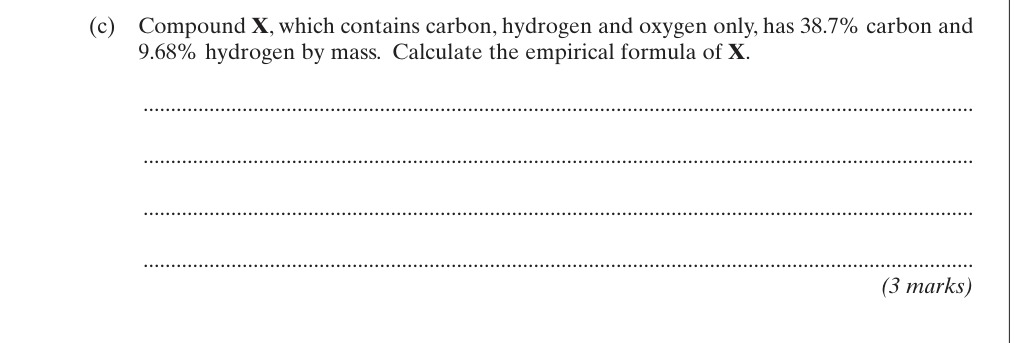 (c) Compound X, which contains carbon, hydrogen and oxygen only, has 38.7% carbon and
9.68% hydrogen by mass. Calculate the empirical formula of X.
(3 marks)